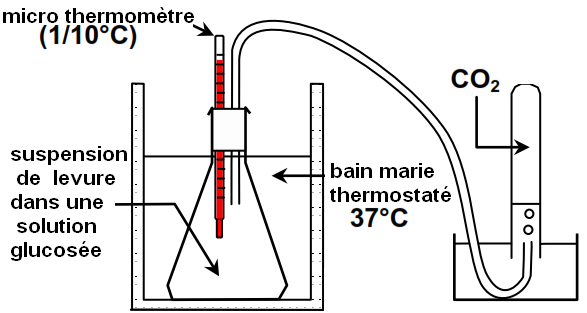 micro thermomètre
(1/10°C)
CO2
suspension
de levure
dans une
solution
glucosée
bain marie
thermostaté
37°C